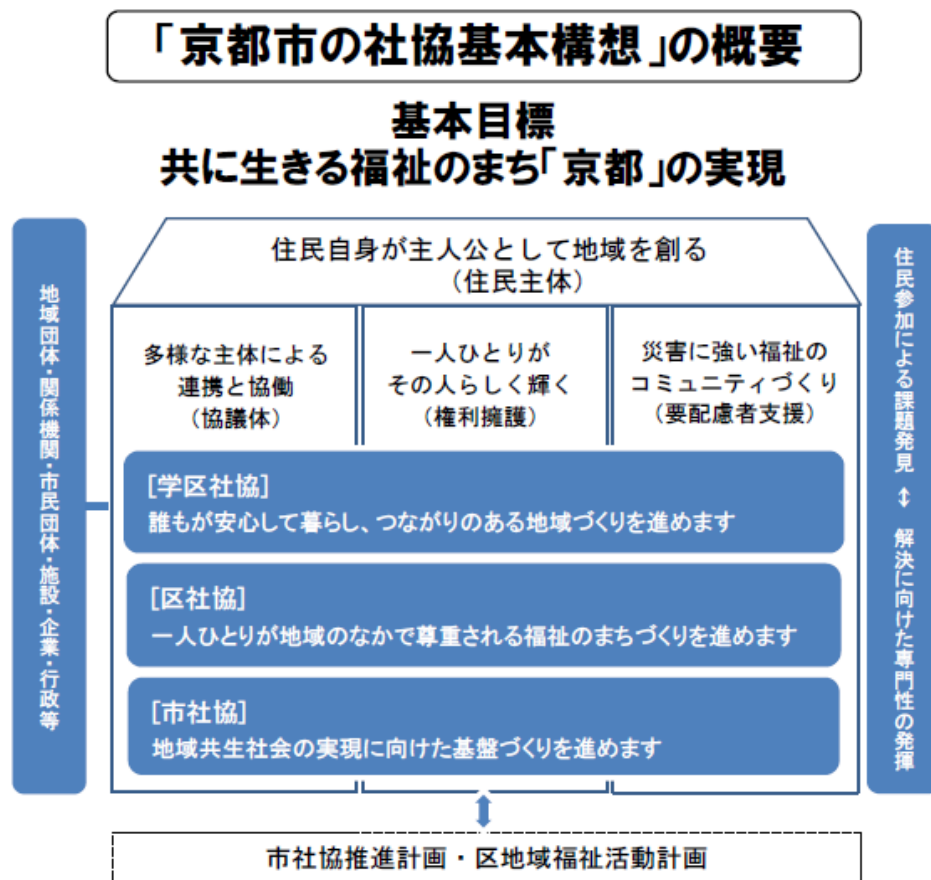 「京都市の社協基本構想」の概要
基本目標
共に生きる福祉のまち「京都」の実現
地域団体・関係機関・市民団体・施設・企業・行政等
住民自身が主人公として地域を創る
（住民主体）
多様な主体による
連携と協働
（協議体）
一人ひとりが
その人らしく輝く
（権利擁護）
災害に強い福祉の
コミュニティづくり
（要配慮者支援）
[学区社協]
誰もが安心して暮らし、つながりのある地域づくりを進めます
[区社協]
一人ひとりが地域のなかで尊重される福祉のまちづくりを進めます
[市社協]
地域共生社会の実現に向けた基盤づくりを進めます
住民参加による課題発見 ↕ 解決に向けた専門性の発揮
市社協推進計画・区地域福祉活動計画